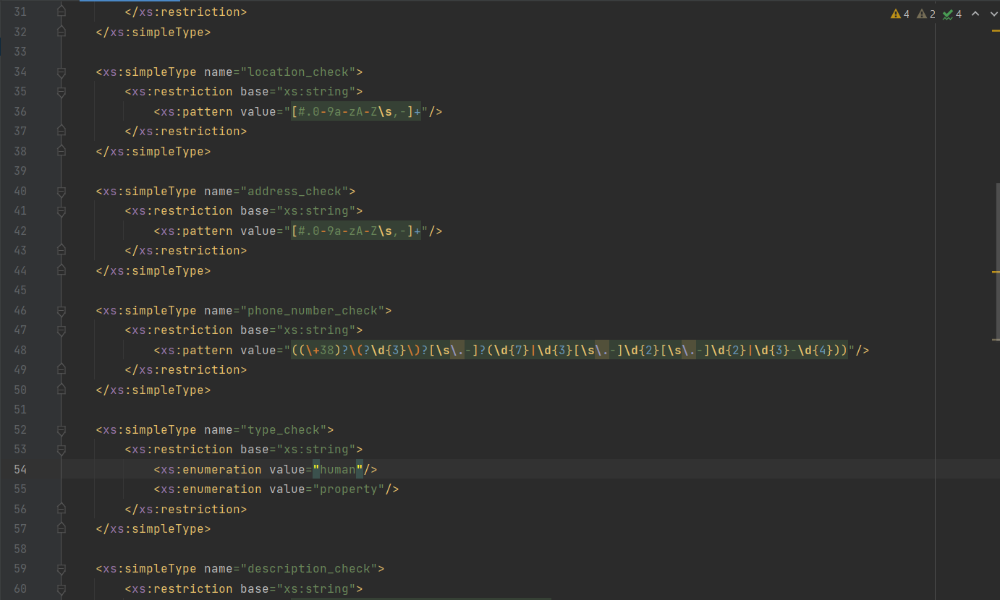 4 2 4
31 </xs:restriction>
32 </xs:simpleType>
33
34 <xs:simpleType name="location_check">
35 <xs:restriction base="xs:string">
36 <xs:pattern value="[#.0-9a-zA-Z\s,-]+"/>
37 </xs:restriction>
38 </xs:simpleType>
39
40 <xs:simpleType name="address_check">
41 <xs:restriction base="xs:string">
42 <xs:pattern value="[#.0-9a-zA-Z\s,-]+"/>
43 </xs:restriction>
44 </xs:simpleType>
45
46 <xs:simpleType name="phone_number_check">
47 <xs:restriction base="xs:string">
48 <xs:pattern value="((\+38)?\(?\d{3}\)?[\s\.-]?(\d{7}|\d{3}[\s\.-]\d{2}[\s\.-]\d{2}|\d{3}-\d{4}))"/>
49 </xs:restriction>
50 </xs:simpleType>
51
52 <xs:simpleType name="type_check">
53 <xs:restriction base="xs:string">
54 <xs:enumeration value="human"/>
55 <xs:enumeration value="property"/>
56 </xs:restriction>
57 </xs:simpleType>
58
59 <xs:simpleType name="description_check">
60 <xs:restriction base="xs:string">